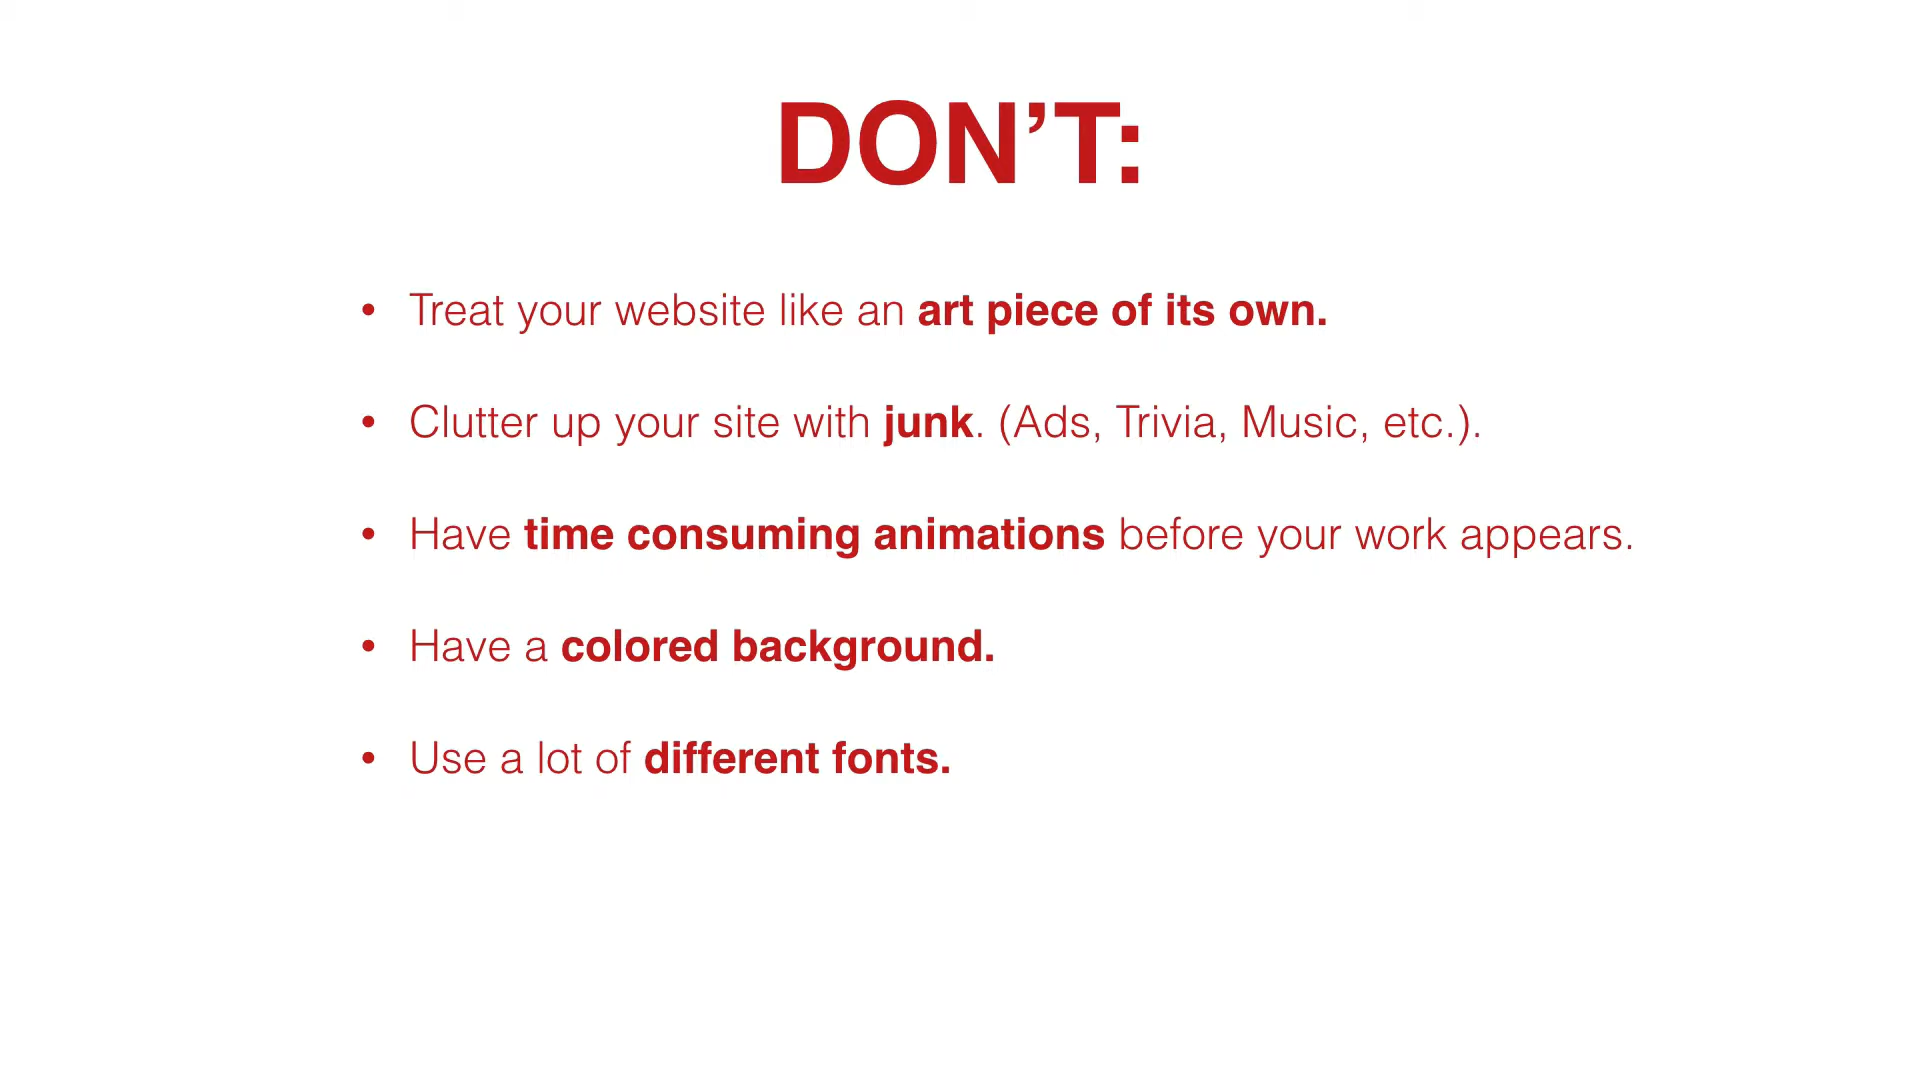 DON’T:
• Treat your website like an art piece of its own.
• Clutter up your site with junk. (Ads, Trivia, Music, etc.).
• Have time consuming animations before your work appears.
• Have a colored background.
• Use a lot of different fonts.